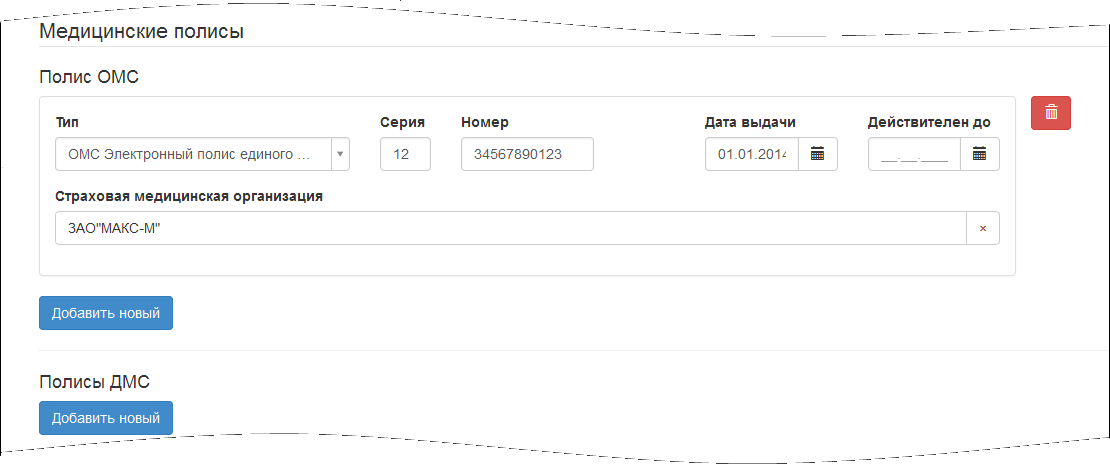 Медицинские полисы
Полис ОМС
Тип Серия Номер Дата выдачи Действителен до
ОМС Электронный полис единого ... 12 34567890123 01.01.2014 __.__.____
Страховая медицинская организация
ЗАО"МАКС-М" ×
Добавить новый
Полисы ДМС
Добавить новый